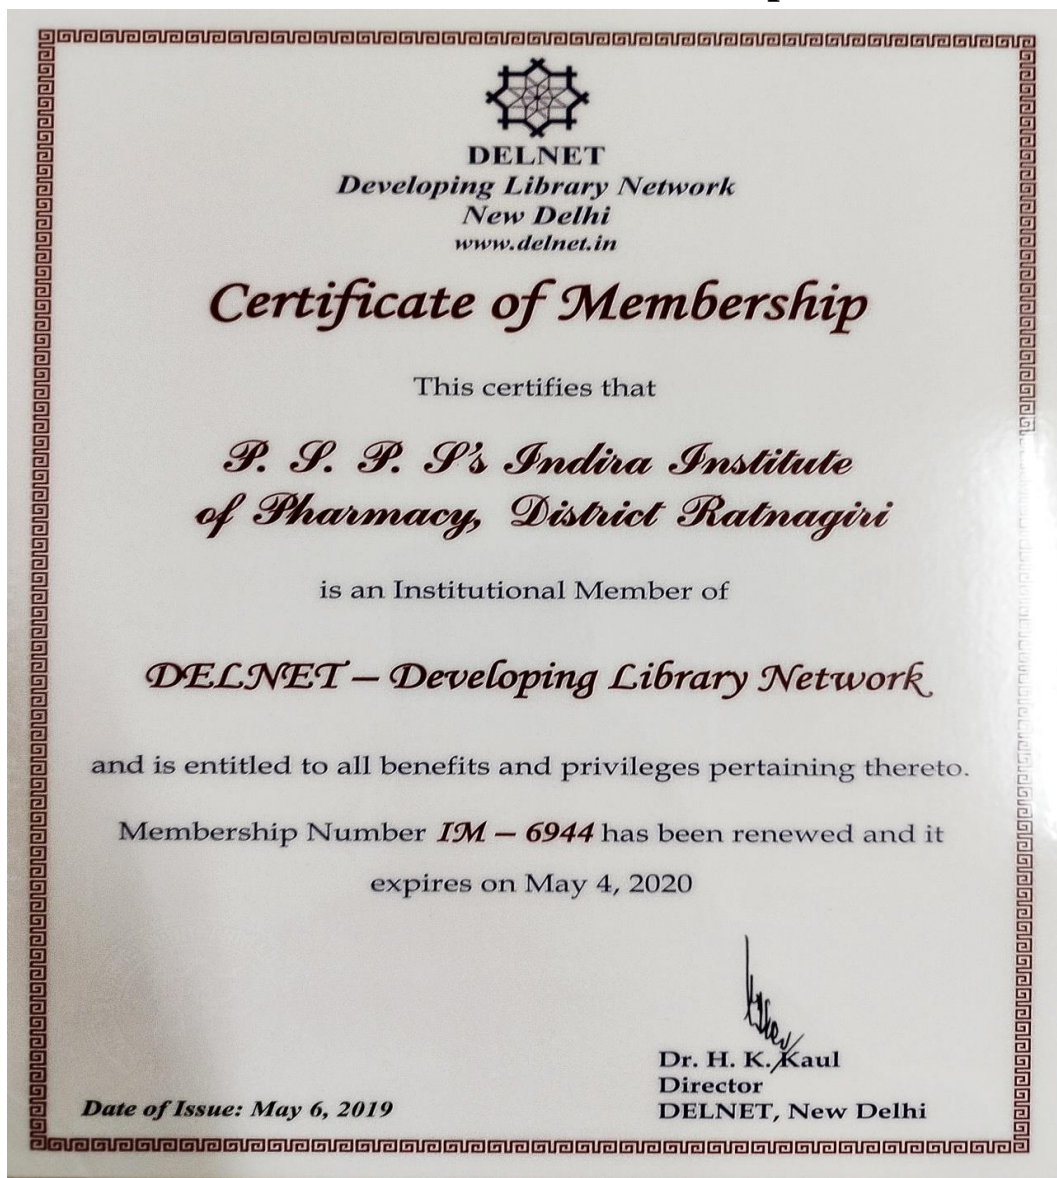 DELNET
Developing Library Network
New Delhi
www.delnet.in
Certificate of Membership
This certifies that
P. S. P. S's Indira Institute
of Pharmacy, District Ratnagiri
is an Institutional Member of
DELNET – Developing Library Network
and is entitled to all benefits and privileges pertaining thereto.
Membership Number IM – 6944 has been renewed and it
expires on May 4, 2020
Dr. H. K. Kaul
Director
DELNET, New Delhi
Date of Issue: May 6, 2019